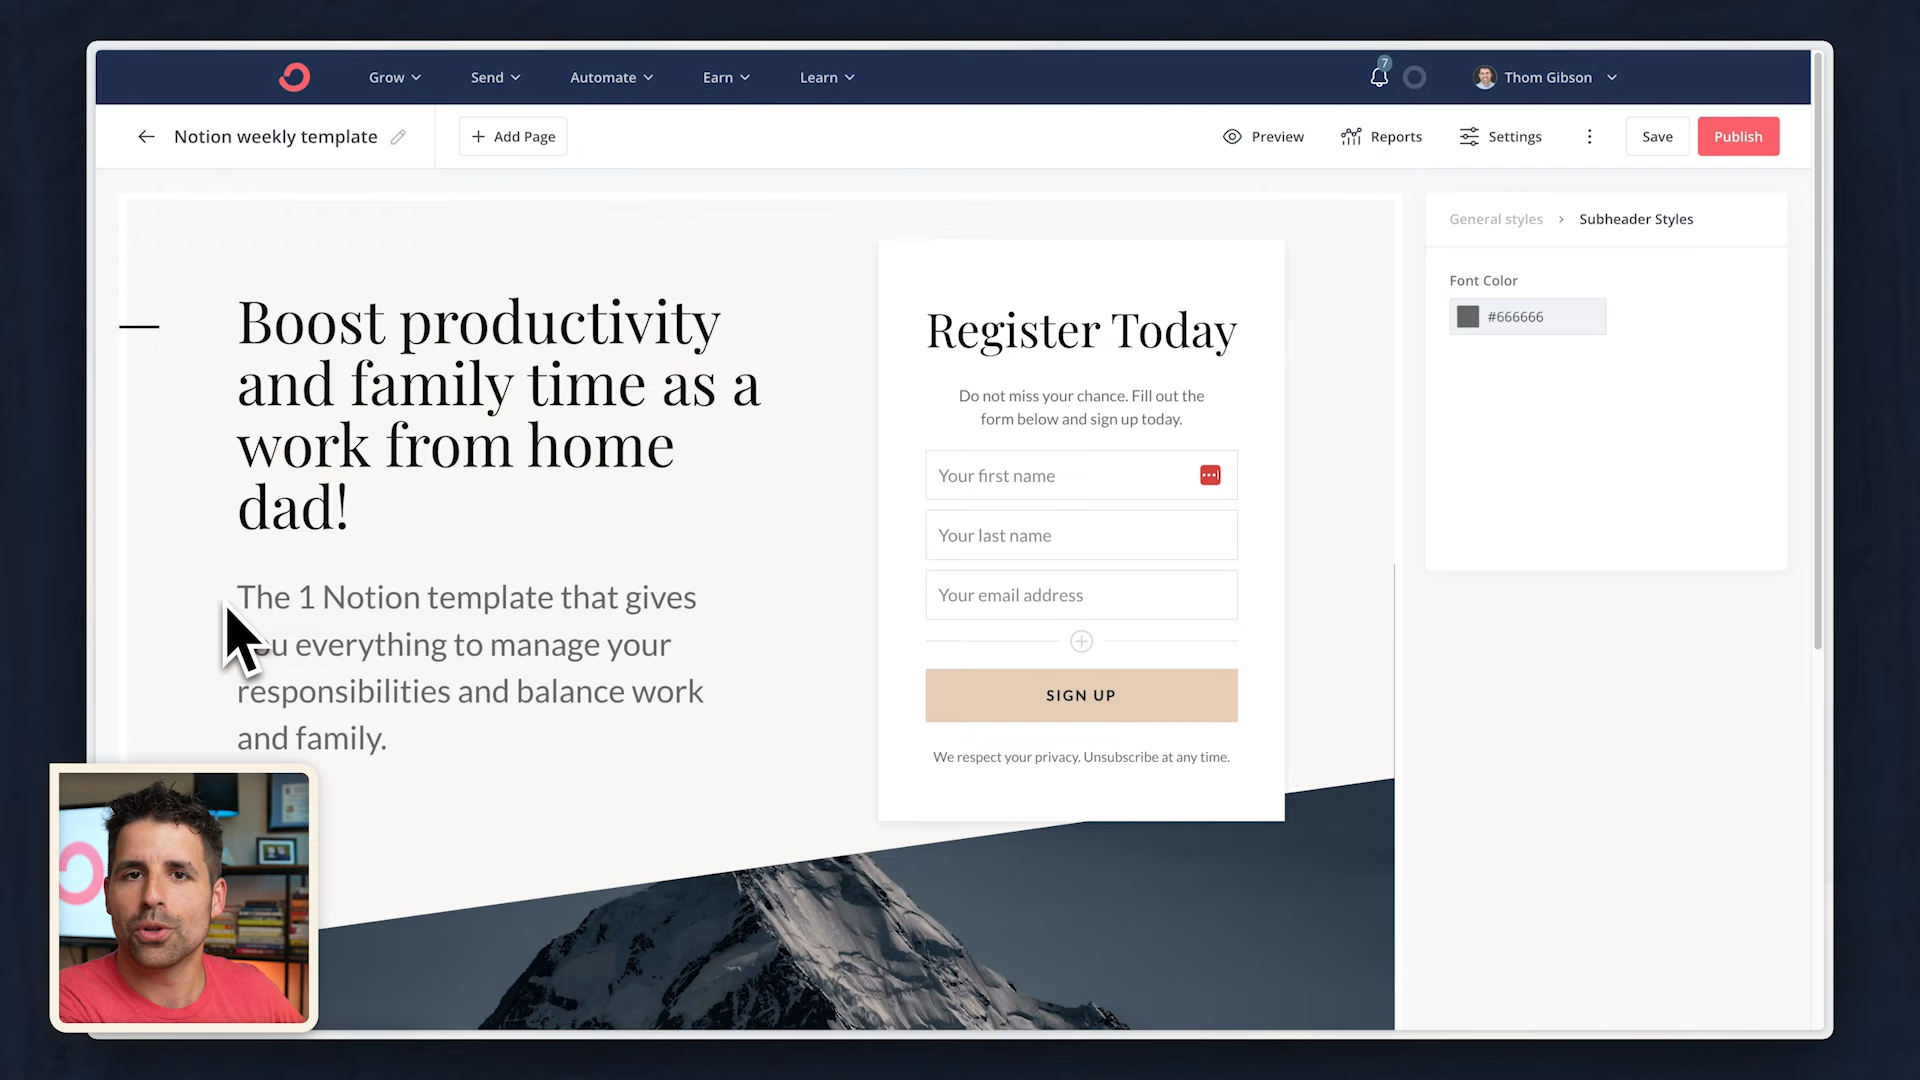 Grow Send Automate Earn Learn 7 Thom Gibson
Notion weekly template + Add Page Preview Reports Settings Save Publish
General styles > Subheader Styles
Font Color
#666666
Boost productivity
and family time as a
work from home
dad!
The 1 Notion template that gives
ou everything to manage your
responsibilities and balance work
and family.
Register Today
Do not miss your chance. Fill out the
form below and sign up today.
Your first name
Your last name
Your email address
SIGN UP
We respect your privacy. Unsubscribe at any time.